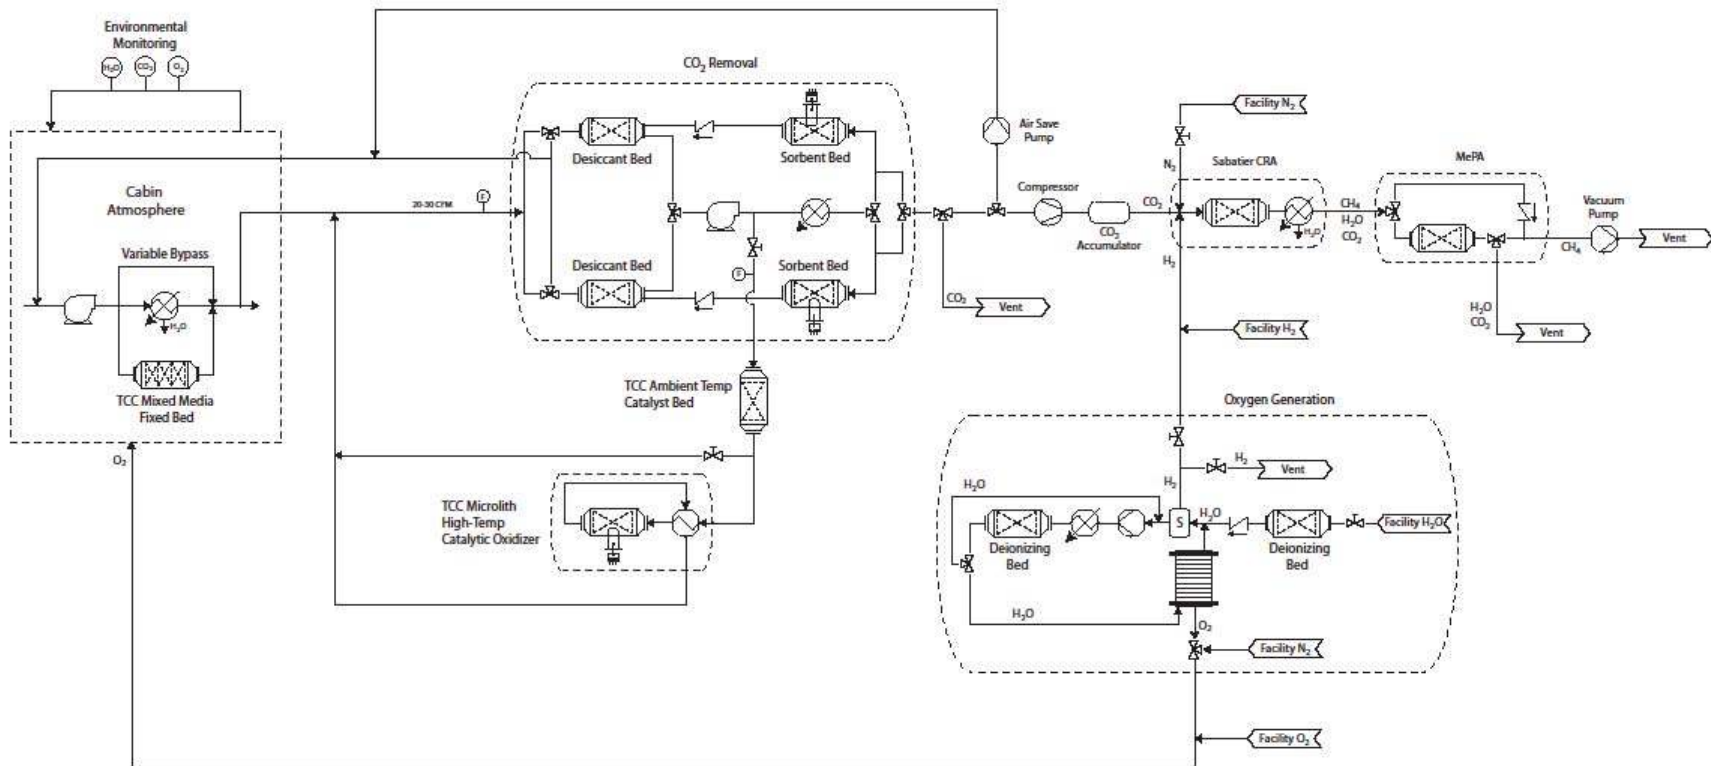 Environmental
Monitoring
H₂O
CO₂
O₂
Cabin
Atmosphere
Variable Bypass
H₂O
TCC Mixed Media
Fixed Bed
O₂
20-30 CFM
F
CO₂ Removal
Desiccant Bed
Sorbent Bed
F
Desiccant Bed
Sorbent Bed
TCC Ambient Temp
Catalyst Bed
TCC Microlith
High-Temp
Catalytic Oxidizer
Air Save
Pump
Compressor
CO₂
Accumulator
CO₂
Vent
Facility N₂
N₂
CO₂
H₂
Sabatier CRA
H₂O
CH₄
H₂O
CO₂
MePA
CH₄
Vacuum
Pump
Vent
H₂O
CO₂
Vent
Facility H₂
Oxygen Generation
H₂
Vent
H₂
H₂O
S
H₂O
Facility H₂O
Deionizing
Bed
Deionizing
Bed
H₂O
O₂
Facility N₂
Facility O₂